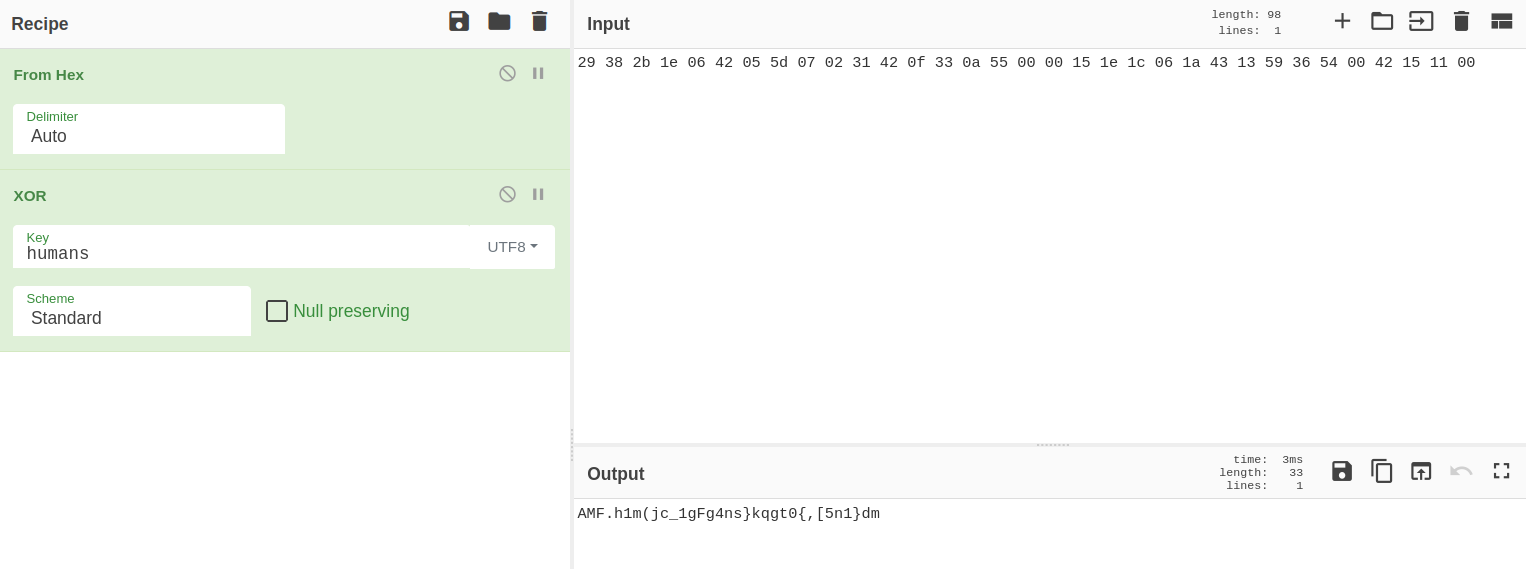 Recipe
From Hex
Delimiter
Auto
XOR
Key
humans
UTF8
Scheme
Standard
Null preserving
Input
length: 98
lines: 1
29 38 2b 1e 06 42 05 5d 07 02 31 42 0f 33 0a 55 00 00 15 1e 1c 06 1a 43 13 59 36 54 00 42 15 11 00
Output
time: 3ms
length: 33
lines: 1
AMF.h1m(jc_1gFg4ns}kqgt0{,[5n1}dm